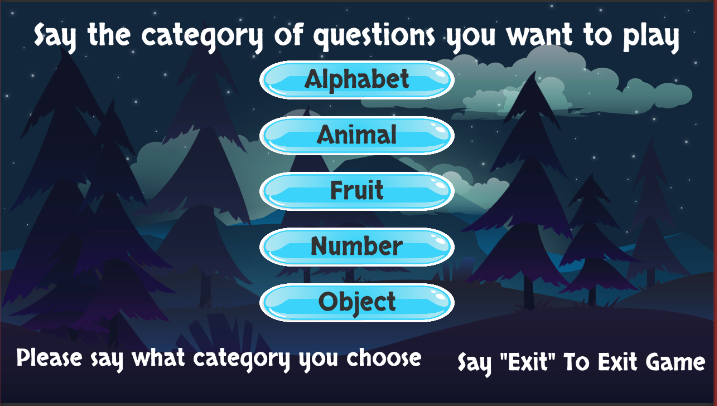 Say the category of questions you want to play
Alphabet
Animal
Fruit
Number
Object
Please say what category you choose
Say "Exit" To Exit Game